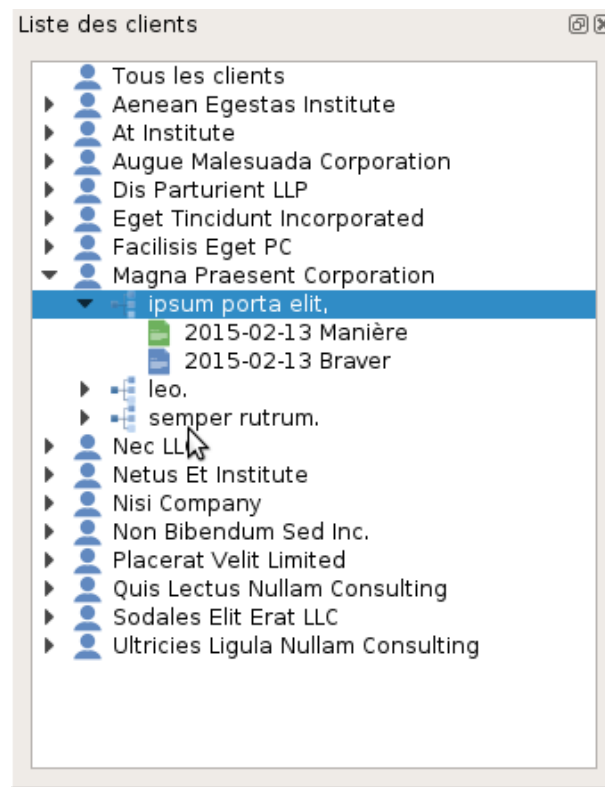 Liste des clients
Tous les clients
Aenean Egestas Institute
At Institute
Augue Malesuada Corporation
Dis Parturient LLP
Eget Tincidunt Incorporated
Facilisis Eget PC
Magna Praesent Corporation
ipsum porta elit,
2015-02-13 Manière
2015-02-13 Braver
leo.
semper rutrum.
Nec
Netus Et Institute
Nisi Company
Non Bibendum Sed Inc.
Placerat Velit Limited
Quis Lectus Nullam Consulting
Sodales Elit Erat LLC
Ultricies Ligula Nullam Consulting